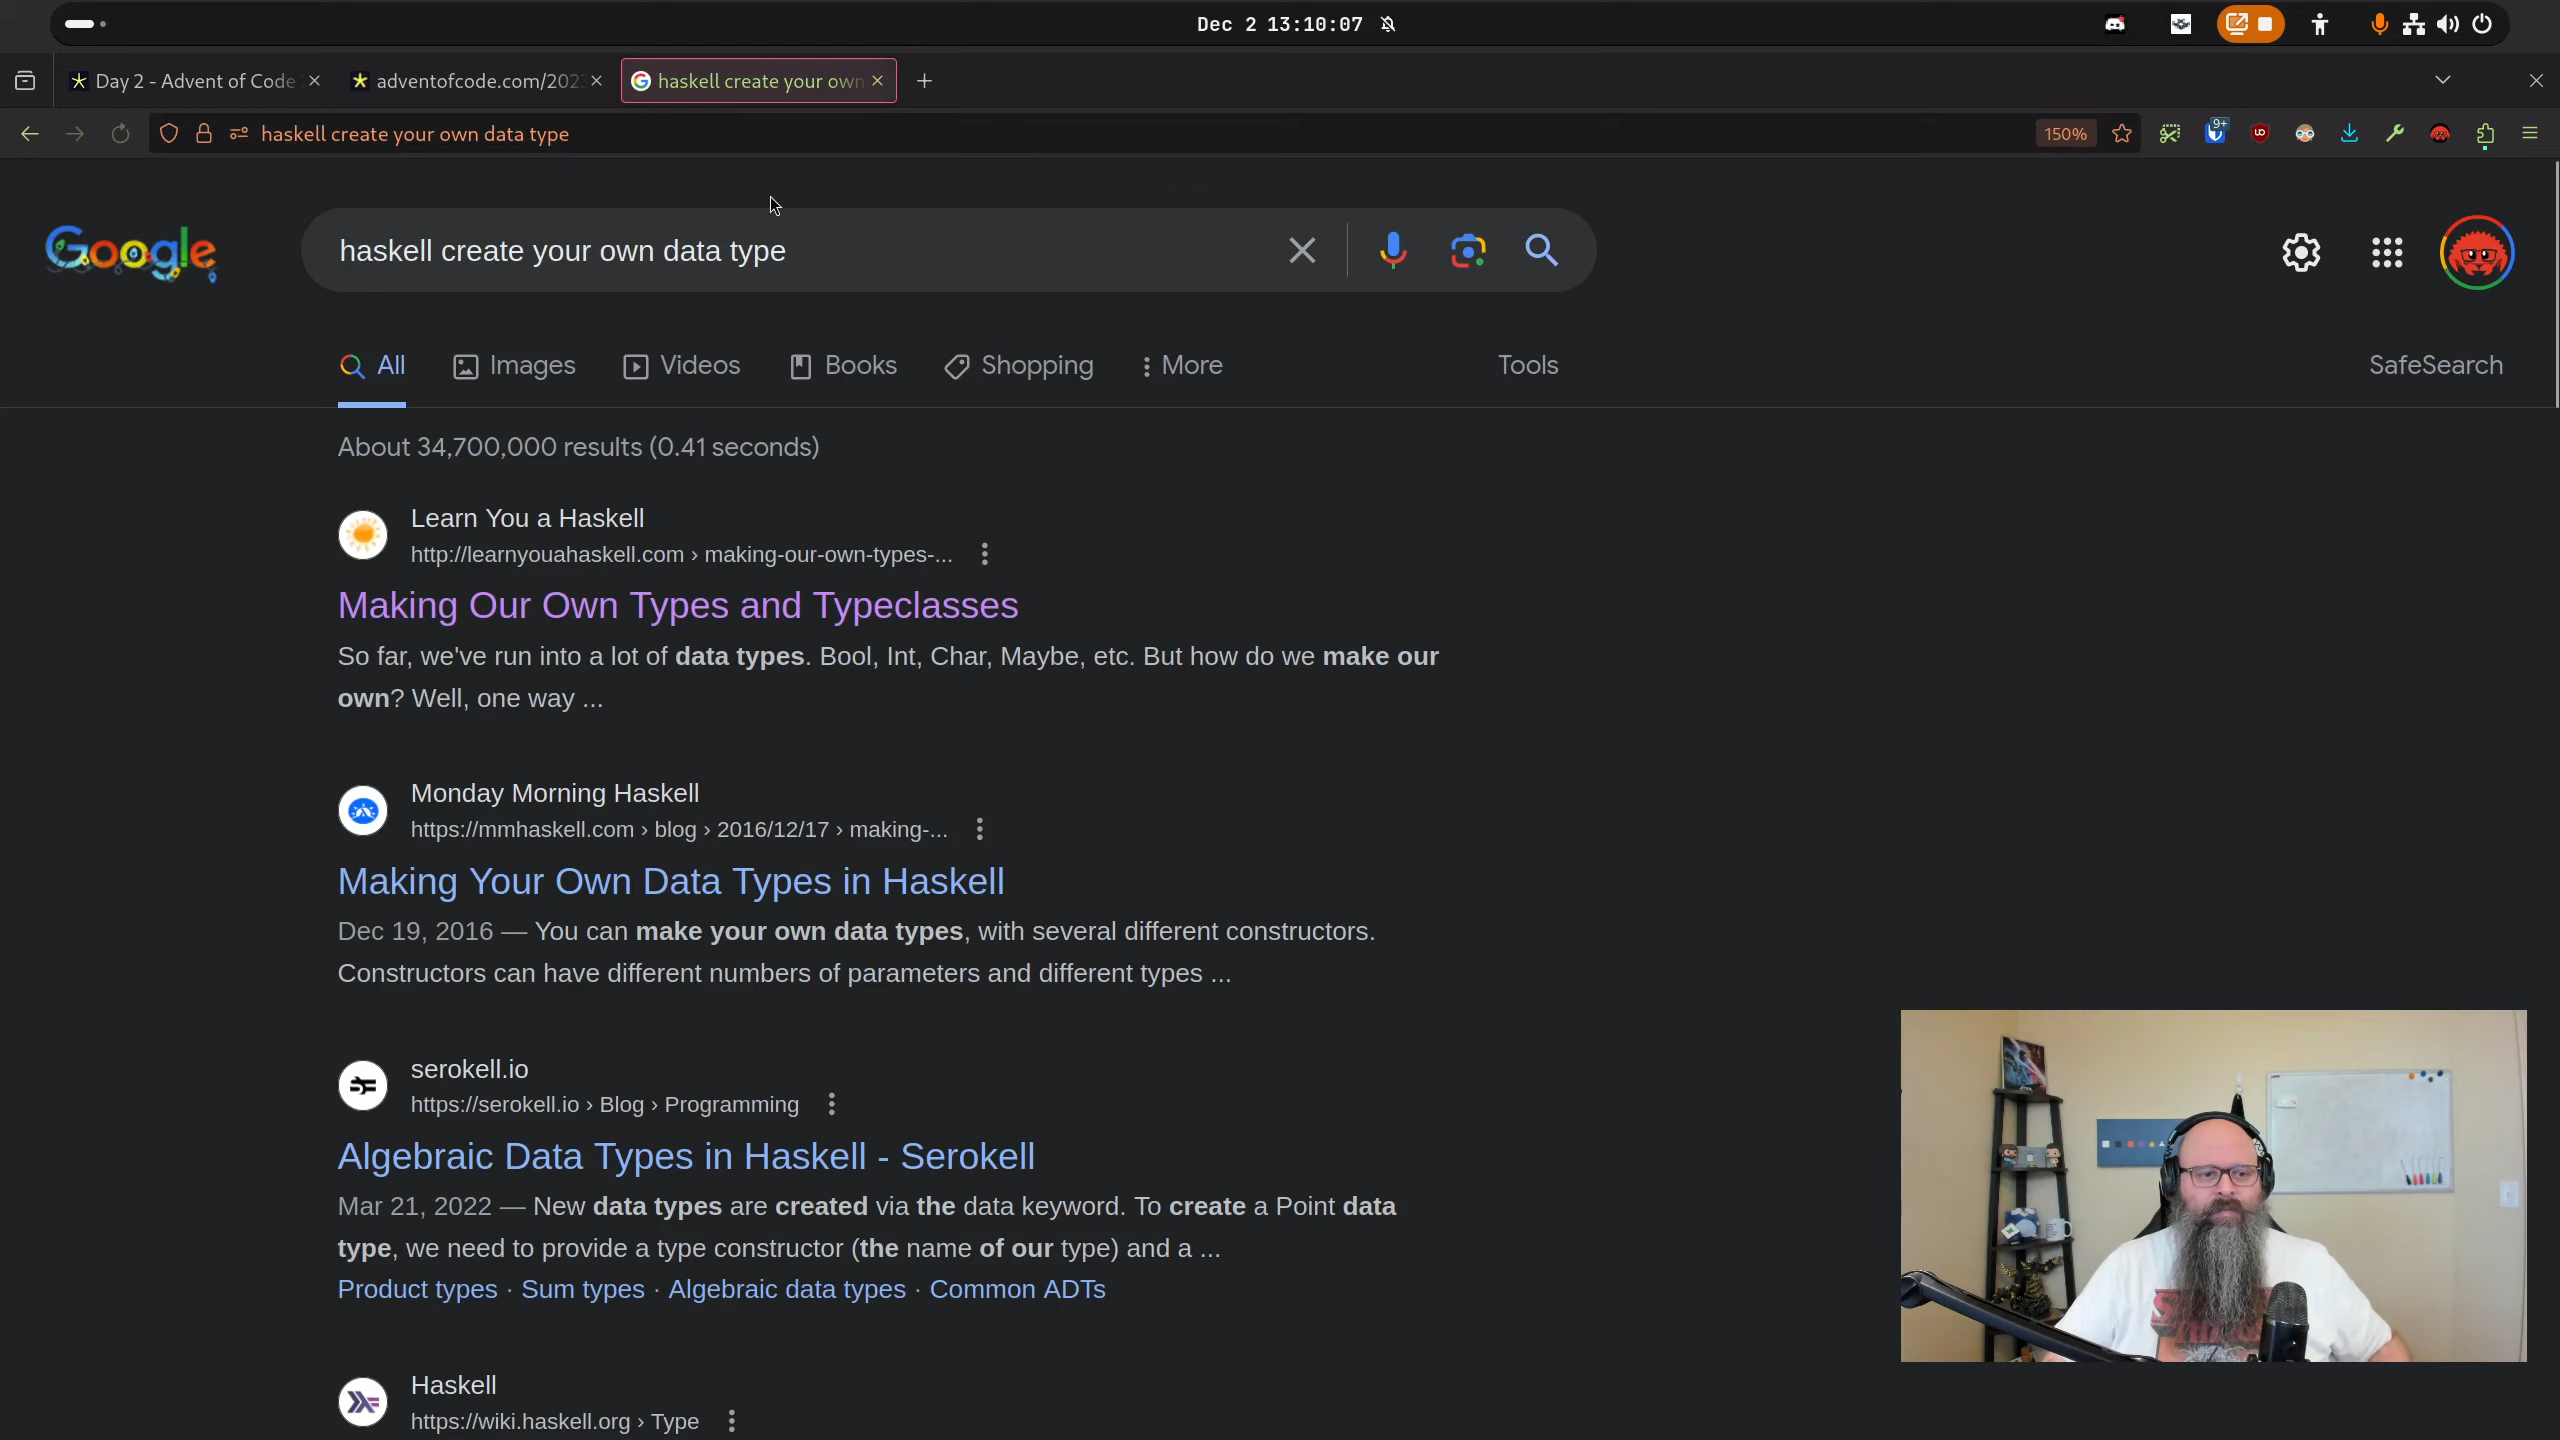 Dec 2 13:10:07
Day 2 - Advent of Code
adventofcode.com/202
haskell create your own
haskell create your own data type
150%
9+
Google
haskell create your own data type
All
Images
Videos
Books
Shopping
More
Tools
SafeSearch
About 34,700,000 results (0.41 seconds)
Learn You a Haskell
http://learnyouahaskell.com › making-our-own-types-...
Making Our Own Types and Typeclasses
So far, we've run into a lot of data types. Bool, Int, Char, Maybe, etc. But how do we make our
own? Well, one way ...
Monday Morning Haskell
https://mmhaskell.com › blog › 2016/12/17 › making-...
Making Your Own Data Types in Haskell
Dec 19, 2016 — You can make your own data types, with several different constructors.
Constructors can have different numbers of parameters and different types ...
serokell.io
https://serokell.io › Blog › Programming
Algebraic Data Types in Haskell - Serokell
Mar 21, 2022 — New data types are created via the data keyword. To create a Point data
type, we need to provide a type constructor (the name of our type) and a ...
Product types · Sum types · Algebraic data types · Common ADTs
Haskell
https://wiki.haskell.org › Type